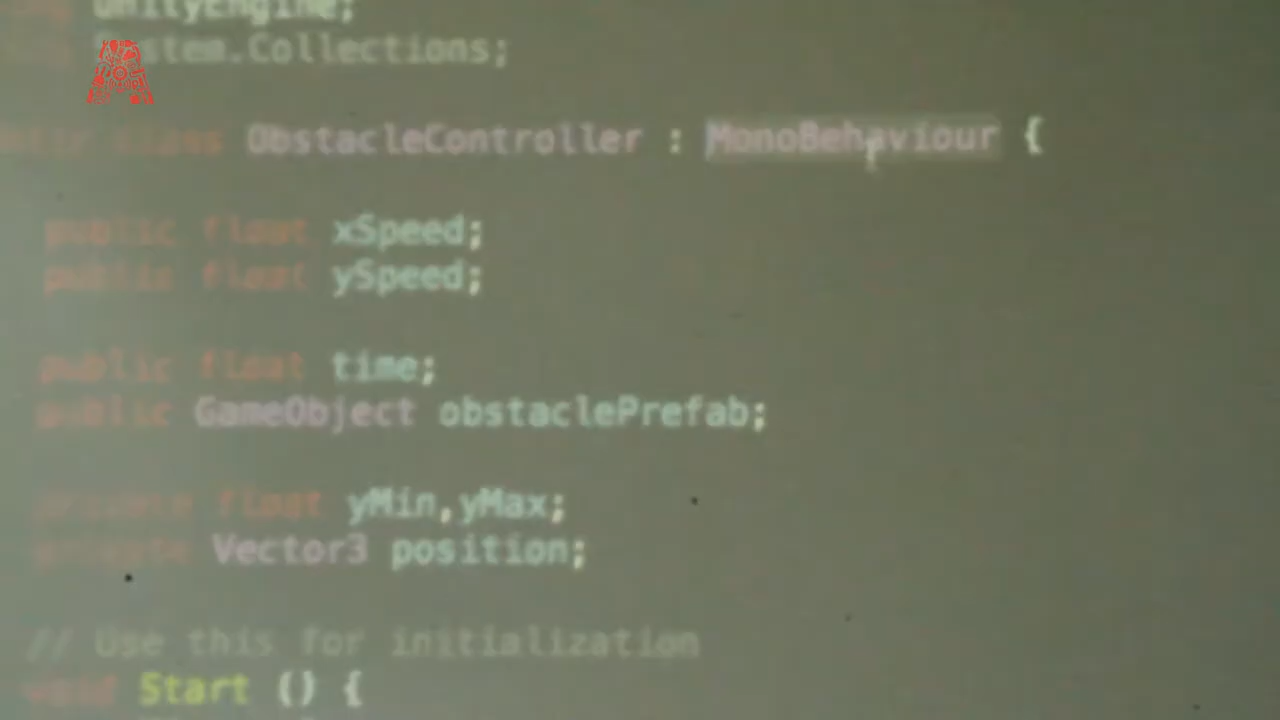 UnityEngine;
System.Collections;
public class ObstacleController : MonoBehaviour {
public float xSpeed;
public float ySpeed;
public float time;
public GameObject obstaclePrefab;
private float yMin,yMax;
private Vector3 position;
// Use this for initialization
void Start () {